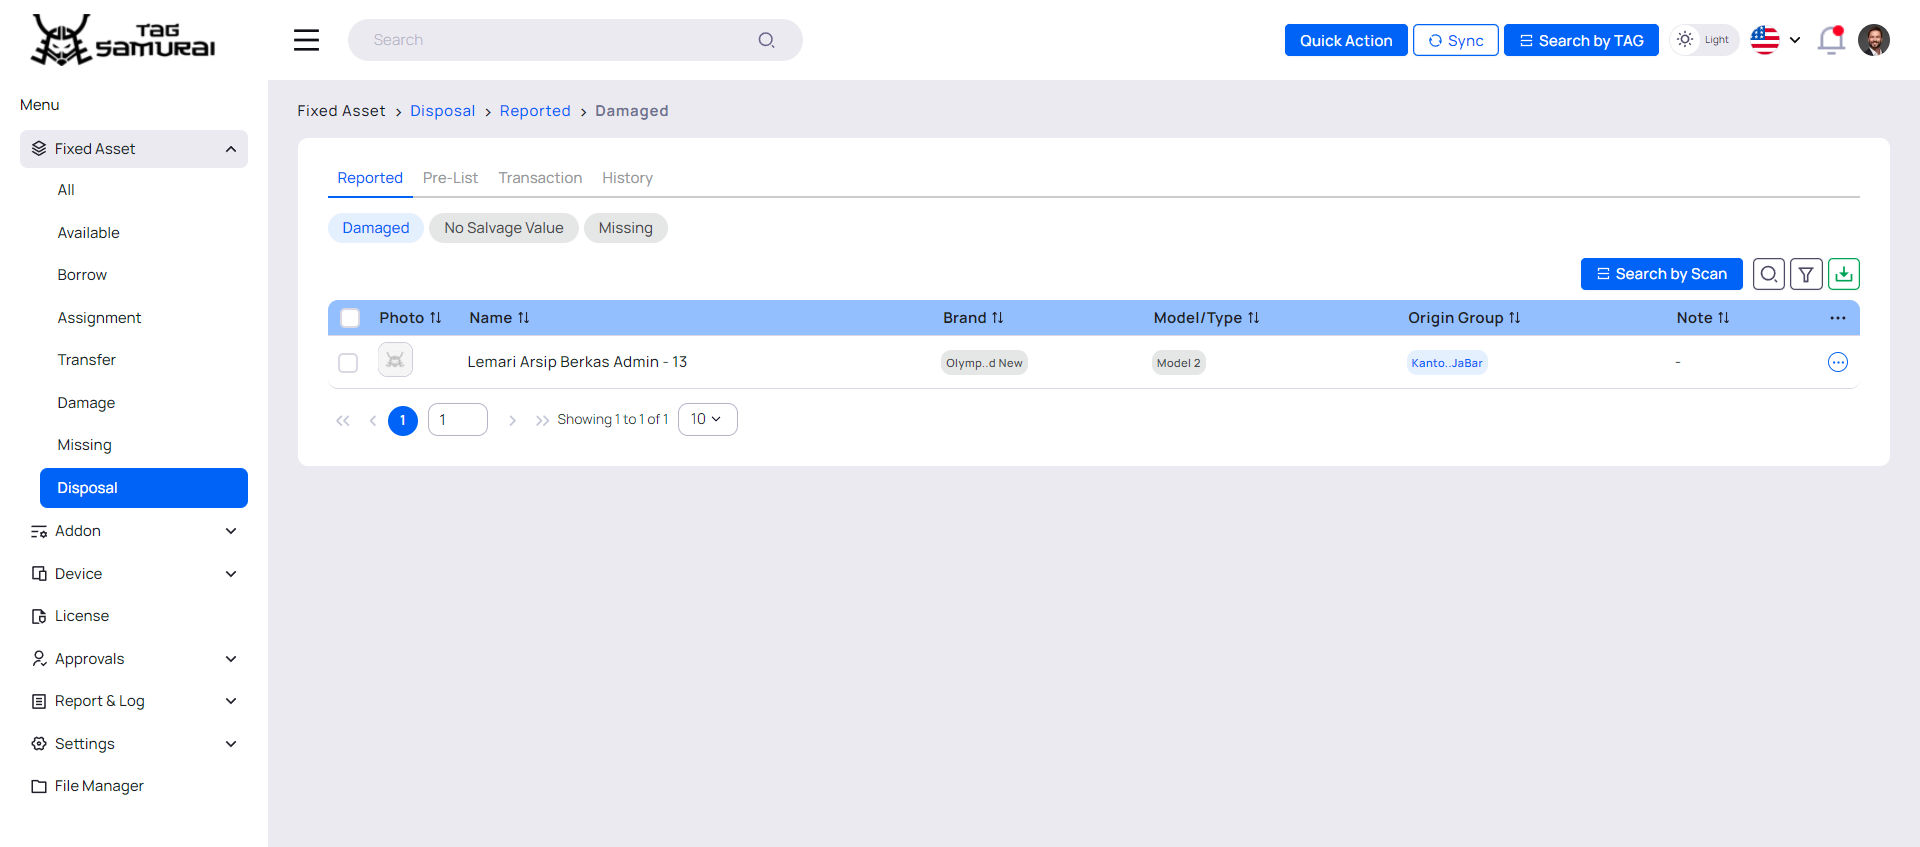 TAG
SAMURAI
Search
Quick Action
Sync
Search by TAG
Light
Menu
Fixed Asset
All
Available
Borrow
Assignment
Transfer
Damage
Missing
Disposal
Addon
Device
License
Approvals
Report & Log
Settings
File Manager
Fixed Asset > Disposal > Reported > Damaged
Reported Pre-List Transaction History
Damaged No Salvage Value Missing
Search by Scan
Photo Name Brand Model/Type Origin Group Note
Lemari Arsip Berkas Admin - 13 Olymp..d New Model 2 Kanto..JaBar -
1 1 Showing 1 to 1 of 1 10